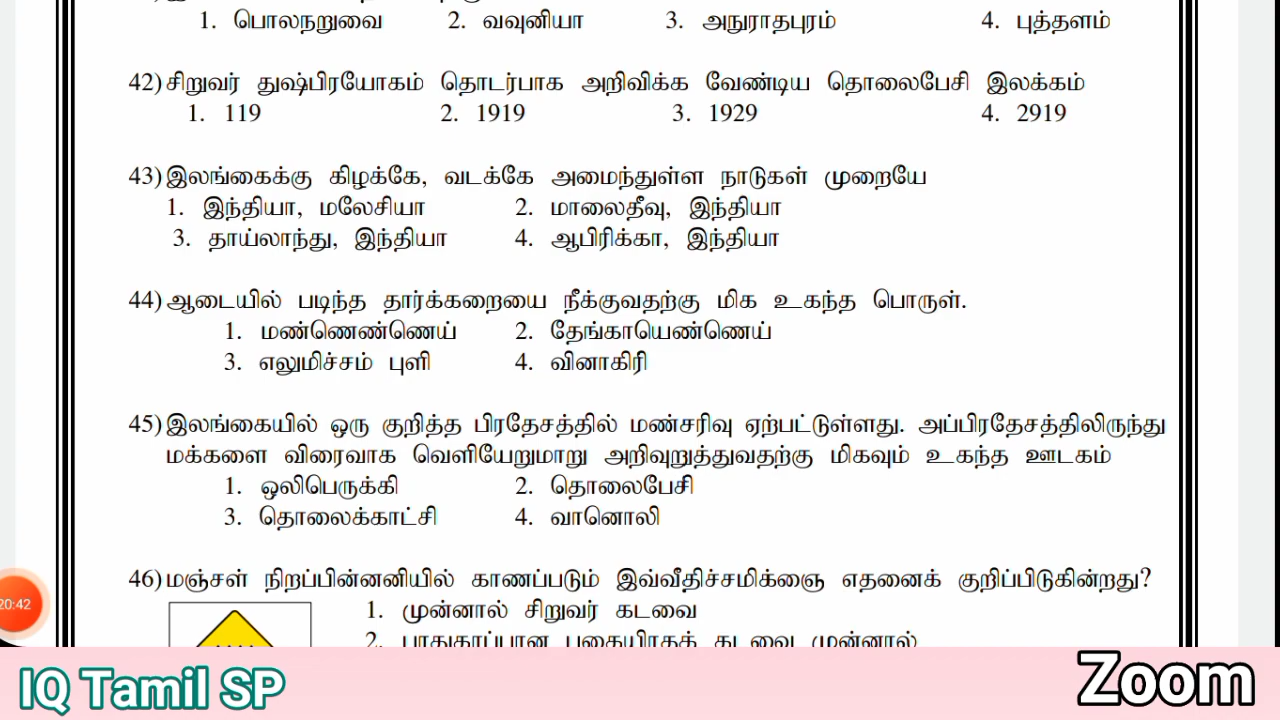 1. பொலநறுவை 2. வவுனியா 3. அநுராதபுரம் 4. புத்தளம்
42) சிறுவர் துஷ்பிரயோகம் தொடர்பாக அறிவிக்க வேண்டிய தொலைபேசி இலக்கம்
1. 119 2. 1919 3. 1929 4. 2919
43) இலங்கைக்கு கிழக்கே, வடக்கே அமைந்துள்ள நாடுகள் முறையே
1. இந்தியா, மலேசியா 2. மாலைதீவு, இந்தியா
3. தாய்லாந்து, இந்தியா 4. ஆபிரிக்கா, இந்தியா
44) ஆடையில் படிந்த தார்க்கறையை நீக்குவதற்கு மிக உகந்த பொருள்.
1. மண்ணெண்ணெய் 2. தேங்காயெண்ணெய்
3. எலுமிச்சம் புளி 4. வினாகிரி
45) இலங்கையில் ஒரு குறித்த பிரதேசத்தில் மண்சரிவு ஏற்பட்டுள்ளது. அப்பிரதேசத்திலிருந்து
மக்களை விரைவாக வெளியேறுமாறு அறிவுறுத்துவதற்கு மிகவும் உகந்த ஊடகம்
1. ஒலிபெருக்கி 2. தொலைபேசி
3. தொலைக்காட்சி 4. வானொலி
46) மஞ்சள் நிறப்பின்னனியில் காணப்படும் இவ்வீதிச்சமிக்ஞை எதனைக் குறிப்பிடுகின்றது?
1. முன்னால் சிறுவர் கடவை
2. பாதுகாப்பான புகையிரதக் கடவை முன்னால்
20:42
IQ Tamil SP
Zoom